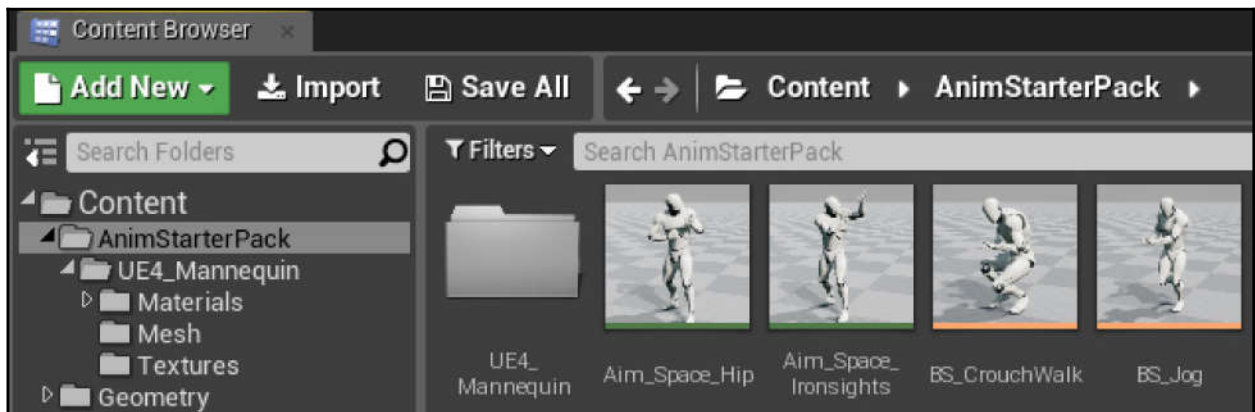 Content Browser
Add New
Import
Save All
Content
AnimStarterPack
Search Folders
Filters
Search AnimStarterPack
Content
AnimStarterPack
UE4_Mannequin
Materials
Mesh
Textures
Geometry
UE4_
Mannequin
Aim_Space_Hip
Aim_Space_
Ironsights
BS_CrouchWalk
BS_Jog